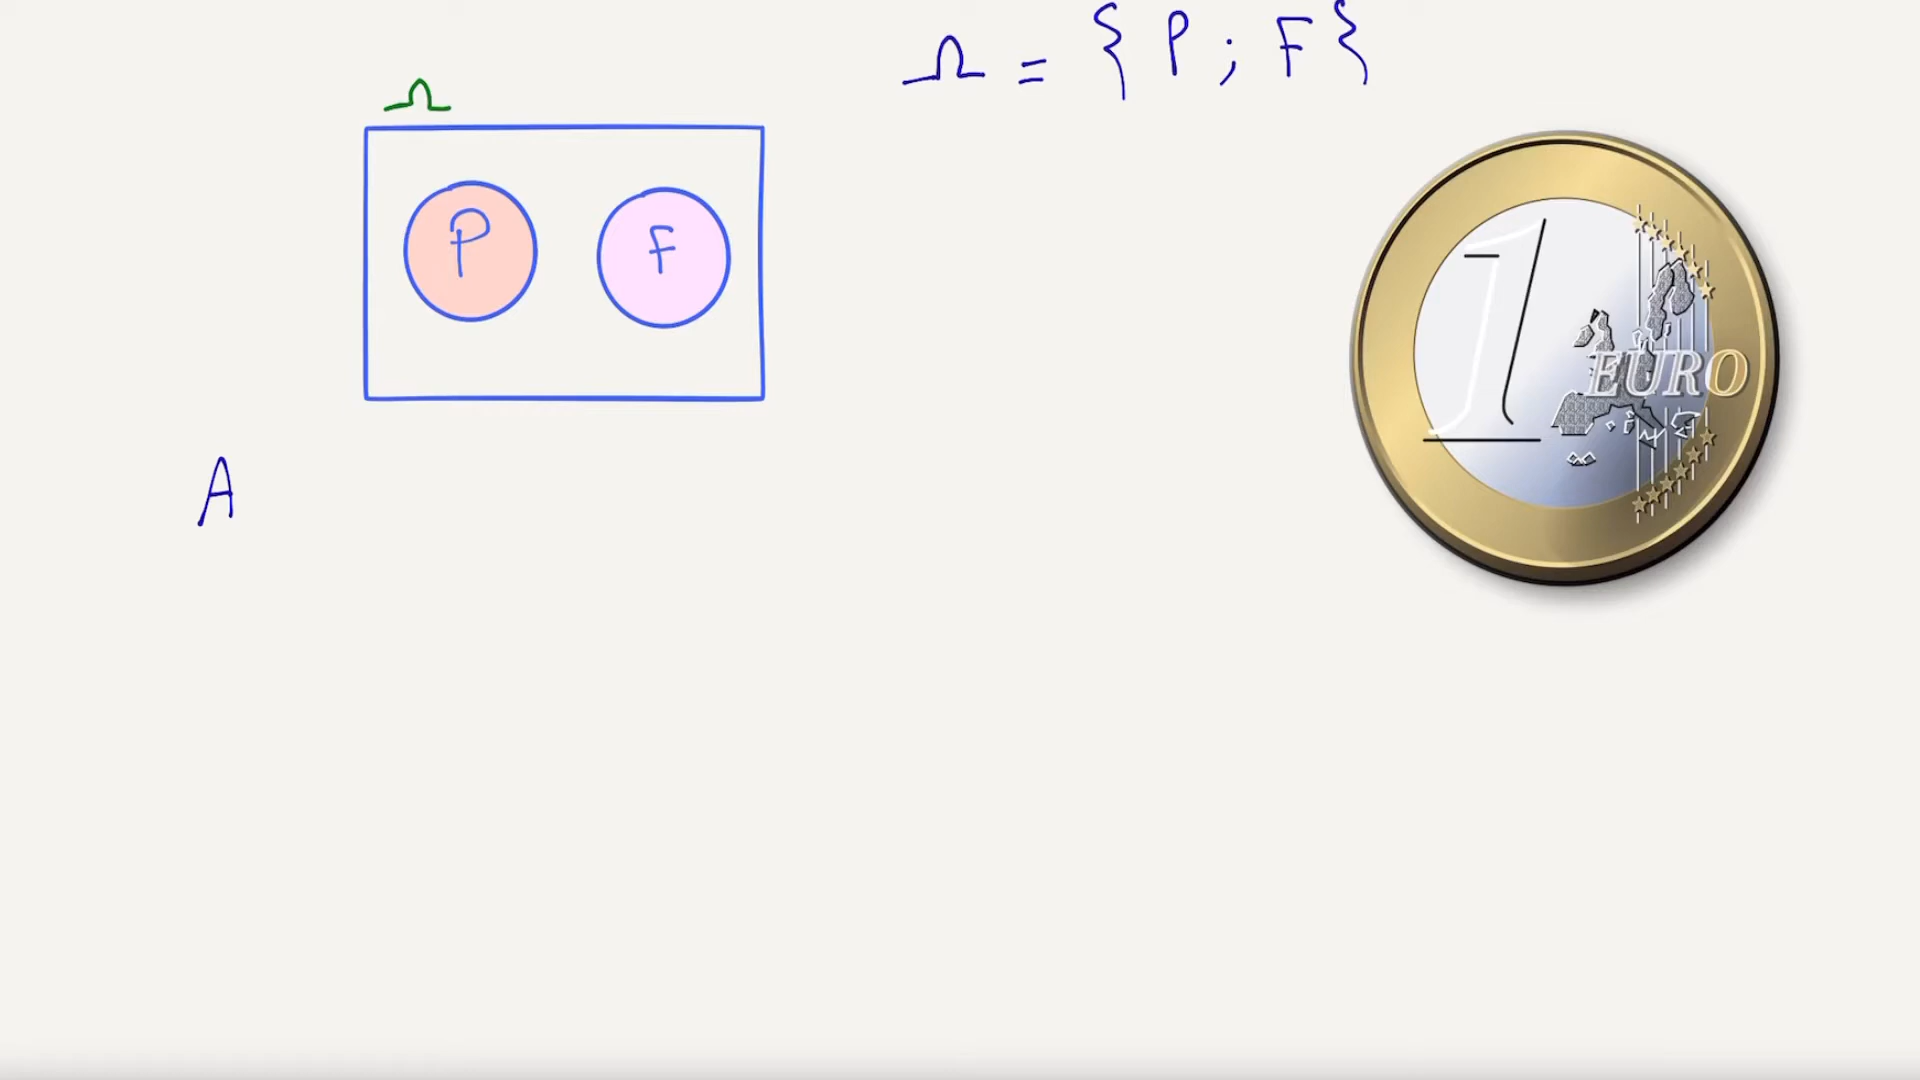 Ω = { P ; F }
Ω
P F
1 EURO
A